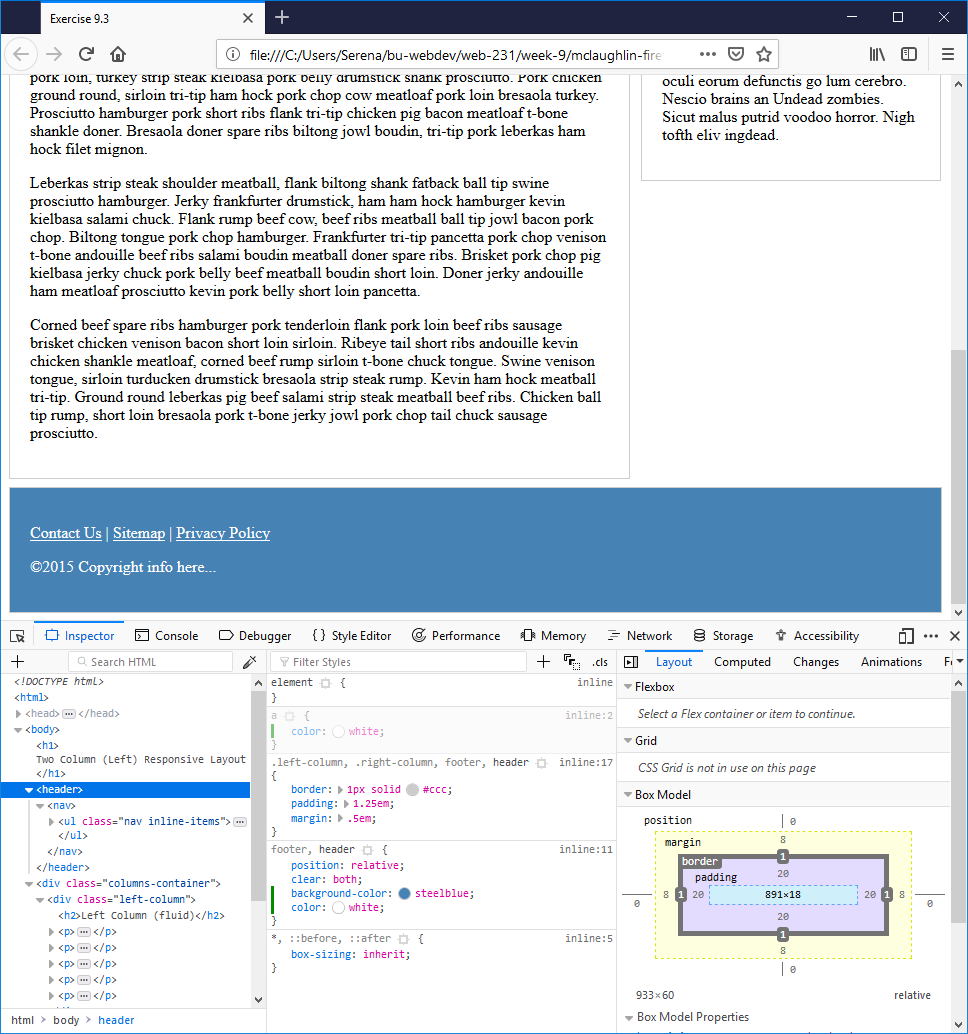 Exercise 9.3
file:///C:/Users/Serena/bu-webdev/web-231/week-9/mclaughlin-fire
pork loin, turkey strip steak kielbasa pork belly drumstick shank prosciutto. Pork chicken
ground round, sirloin tri-tip ham hock pork chop cow meatloaf pork loin bresaola turkey.
Prosciutto hamburger pork short ribs flank tri-tip chicken pig bacon meatloaf t-bone
shankle doner. Bresaola doner spare ribs biltong jowl boudin, tri-tip pork leberkas ham
hock filet mignon.
Leberkas strip steak shoulder meatball, flank biltong shank fatback ball tip swine
prosciutto hamburger. Jerky frankfurter drumstick, ham ham hock hamburger kevin
kielbasa salami chuck. Flank rump beef cow, beef ribs meatball ball tip jowl bacon pork
chop. Biltong tongue pork chop hamburger. Frankfurter tri-tip pancetta pork chop venison
t-bone andouille beef ribs salami boudin meatball doner spare ribs. Brisket pork chop pig
kielbasa jerky chuck pork belly beef meatball boudin short loin. Doner jerky andouille
ham meatloaf prosciutto kevin pork belly short loin pancetta.
Corned beef spare ribs hamburger pork tenderloin flank pork loin beef ribs sausage
brisket chicken venison bacon short loin sirloin. Ribeye tail short ribs andouille kevin
chicken shankle meatloaf, corned beef rump sirloin t-bone chuck tongue. Swine venison
tongue, sirloin turducken drumstick bresaola strip steak rump. Kevin ham hock meatball
tri-tip. Ground round leberkas pig beef salami strip steak meatball beef ribs. Chicken ball
tip rump, short loin bresaola pork t-bone jerky jowl pork chop tail chuck sausage
prosciutto.
oculi eorum defunctis go lum cerebro.
Nescio brains an Undead zombies.
Sicut malus putrid voodoo horror. Nigh
tofth eliv ingdead.
Contact Us | Sitemap | Privacy Policy
©2015 Copyright info here...
Inspector Console Debugger {} Style Editor Performance Memory Network Storage Accessibility
Search HTML
<!DOCTYPE html>
<html>
<head> ... </head>
<body>
<h1>
Two Column (Left) Responsive Layout
</h1>
<header>
<nav>
<ul class="nav inline-items"> ...
</ul>
</nav>
</header>
<div class="columns-container">
<div class="left-column">
<h2>Left Column (fluid)</h2>
<p> ... </p>
<p> ... </p>
<p> ... </p>
<p> ... </p>
<p> ... </p>
html > body > header
Filter Styles + .cls
element { inline
}
a { inline:2
color: white;
}
.left-column, .right-column, footer, header inline:17
{
border: 1px solid #ccc;
padding: 1.25em;
margin: .5em;
}
footer, header { inline:11
position: relative;
clear: both;
background-color: steelblue;
color: white;
}
*, ::before, ::after { inline:5
box-sizing: inherit;
}
Layout Computed Changes Animations F
Flexbox
Select a Flex container or item to continue.
Grid
CSS Grid is not in use on this page
Box Model
position 0
margin 8
border 1
padding 20
0 8 1 20 891×18 20 1 8 0
20
1
8
0
933×60 relative
Box Model Properties